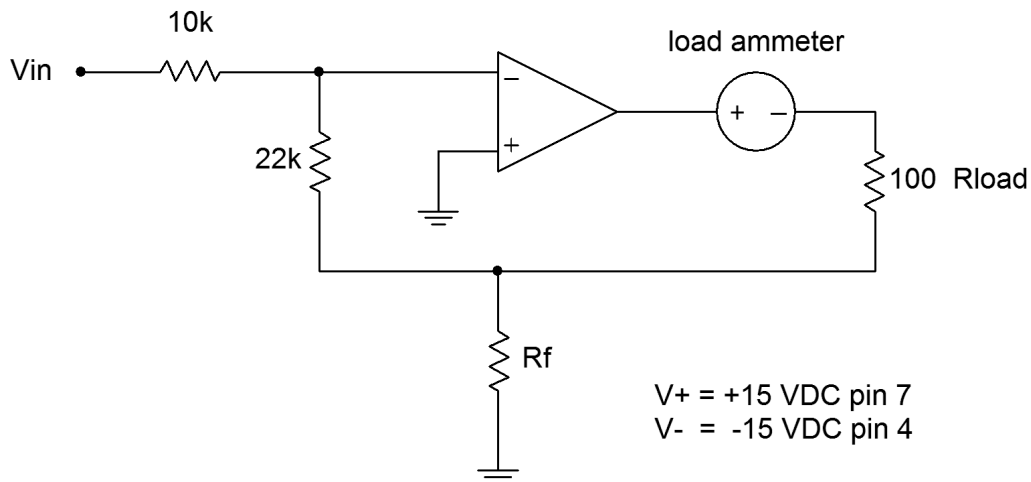 10k
load ammeter
Vin
−
+ −
22k
+
100 Rload
Rf
V+ = +15 VDC pin 7
V- = -15 VDC pin 4